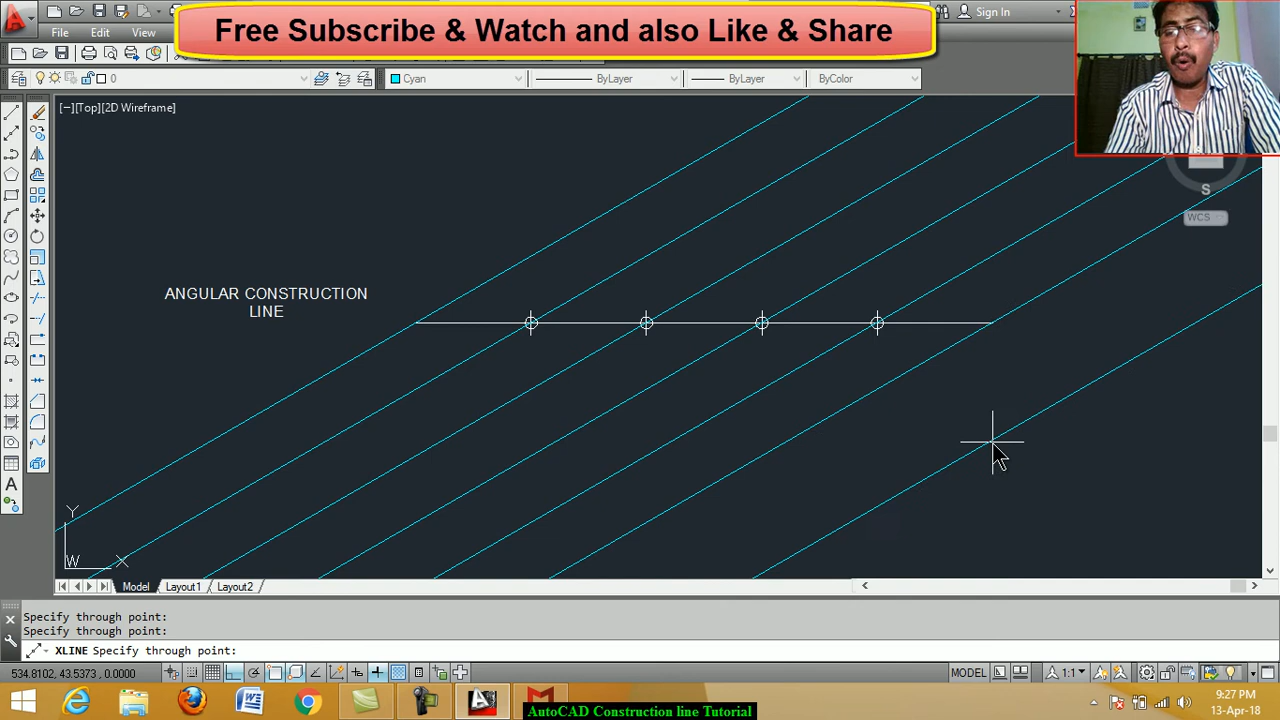 Free Subscribe & Watch and also Like & Share
Sign In
File
Edit
View
0
Cyan
ByLayer
ByLayer
ByColor
[−][Top][2D Wireframe]
S
WCS
ANGULAR CONSTRUCTION
LINE
Y
W
X
A
Model
Layout1
Layout2
Specify through point:
Specify through point:
XLINE Specify through point:
534.8102, 43.5373, 0.0000
MODEL
1:1
9:27 PM
13-Apr-18
AutoCAD Construction line Tutorial